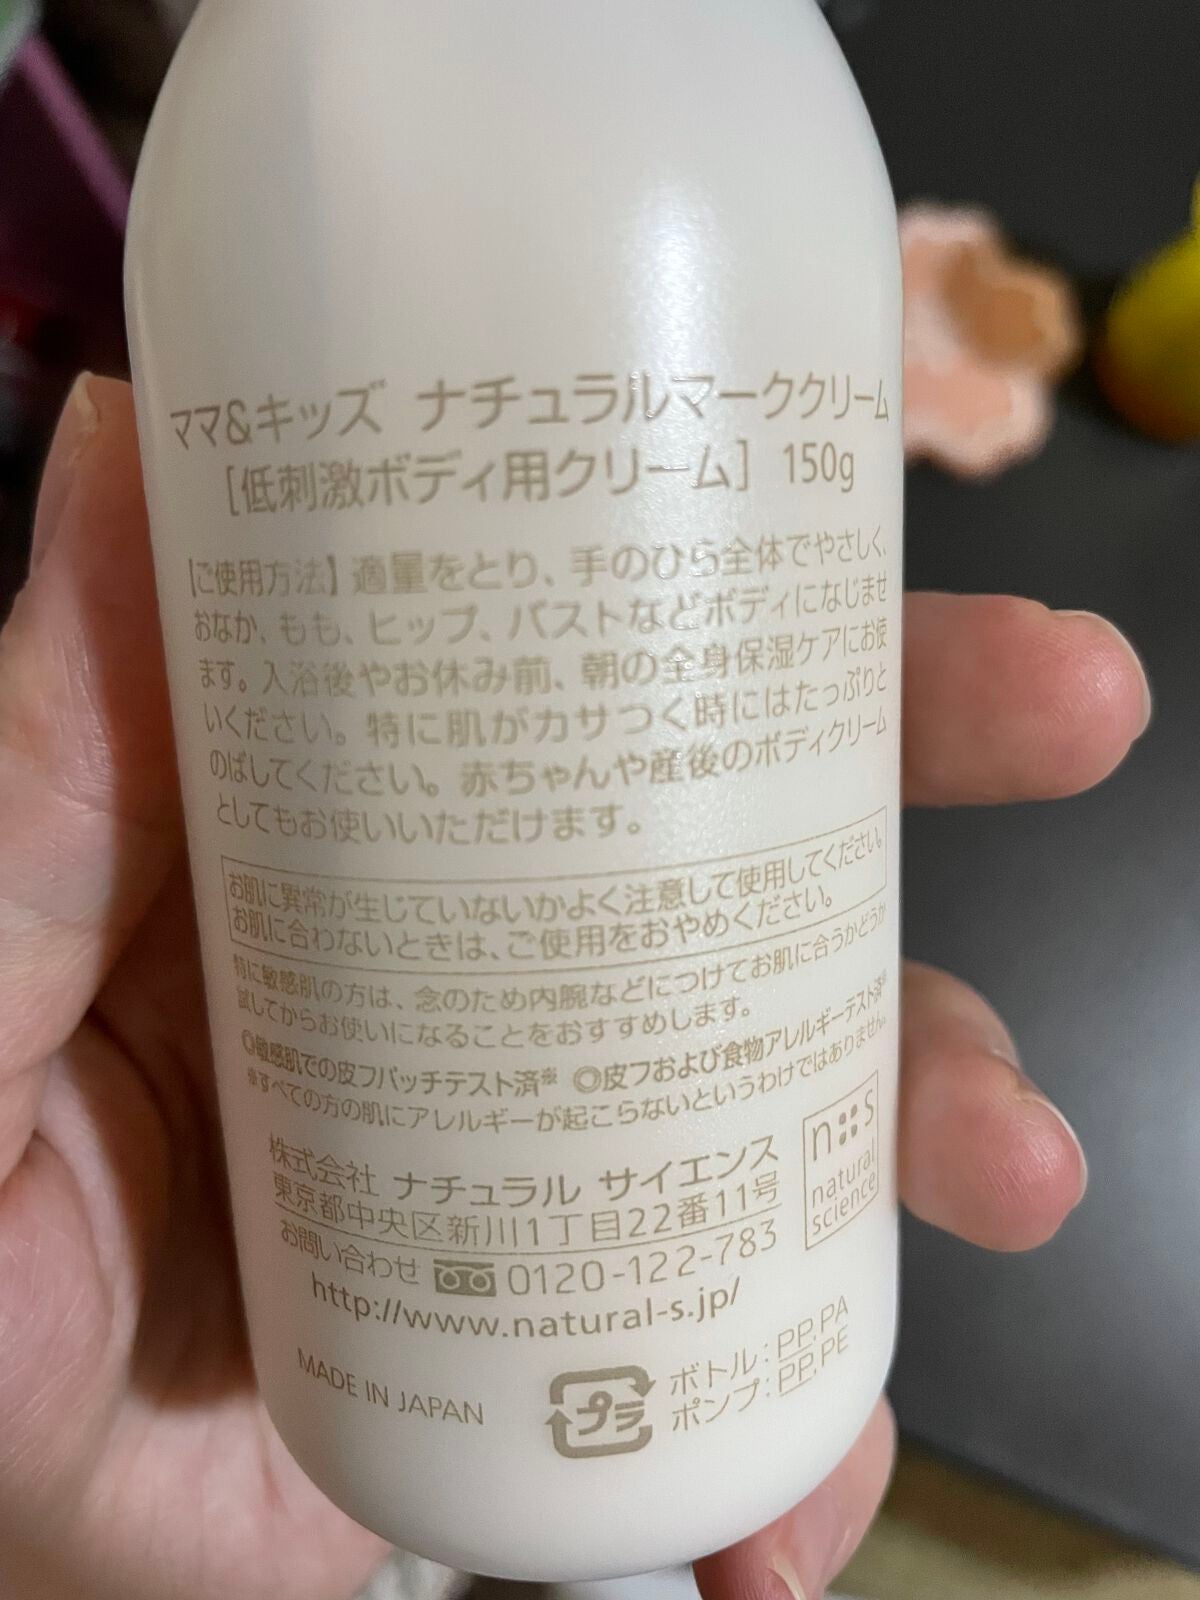 ママ&キッズ ナチュラルマーククリーム
[低刺激ボディ用クリーム] 150g
【ご使用方法】適量をとり、手のひら全体でやさしく、
おなか、もも、ヒップ、バストなどボディになじませ
ます。入浴後やお休み前、朝の全身保湿ケアにお使
いください。特に肌がカサつく時にはたっぷりと
のばしてください。赤ちゃんや産後のボディクリーム
としてもお使いいただけます。
お肌に異常が生じていないかよく注意して使用してください。
お肌に合わないときは、ご使用をおやめください。
特に敏感肌の方は、念のため内腕などにつけてお肌に合うかどうか
試してからお使いになることをおすすめします。
◎敏感肌での皮フパッチテスト済※ ◎皮フおよび食物アレルギーテスト済※
※すべての方の肌にアレルギーが起こらないというわけではありません。
株式会社 ナチュラル サイエンス
東京都中央区新川1丁目22番11号
お問い合わせ 0120-122-783
http://www.natural-s.jp/
n s
natural
science
MADE IN JAPAN
プラ
ボトル:PP,PA
ポンプ:PP,PE